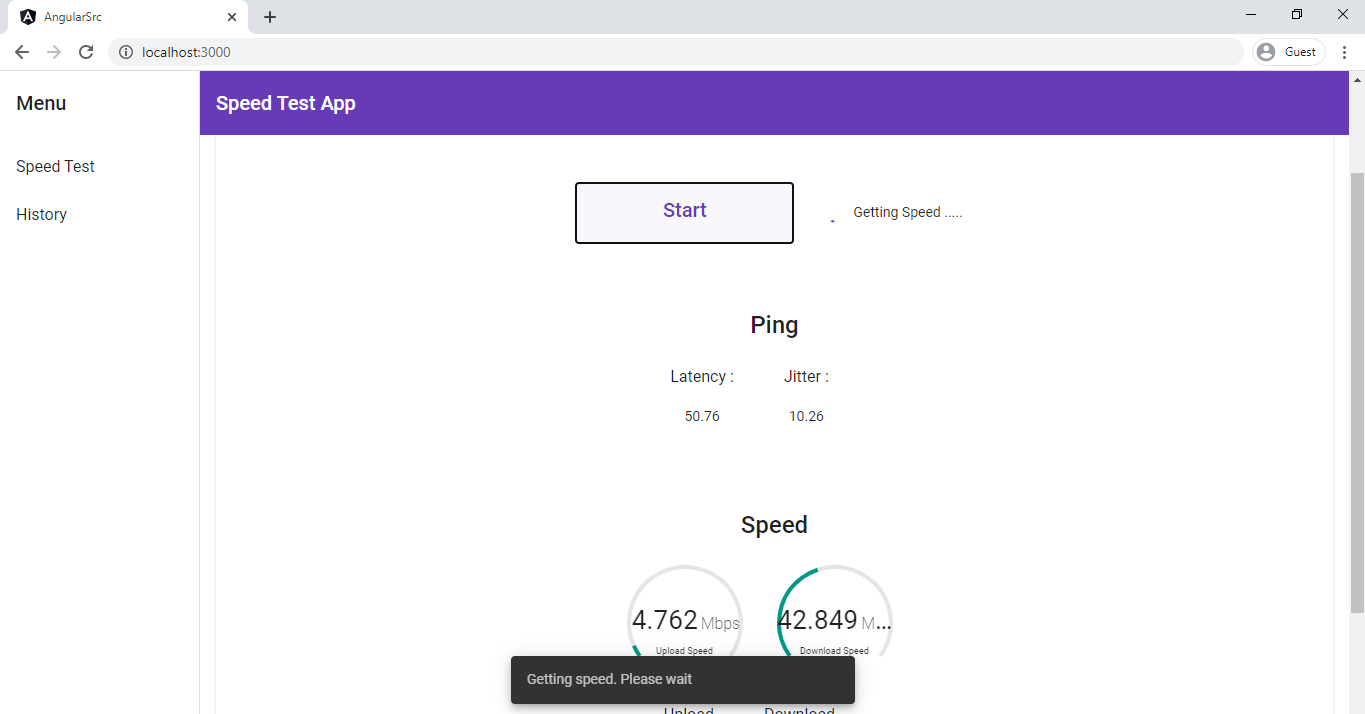 AngularSrc
localhost:3000
Guest
Menu
Speed Test App
Speed Test
History
Start
Getting Speed .....
Ping
Latency :
Jitter :
50.76
10.26
Speed
4.762 Mbps
42.849 M...
Upload Speed
Download Speed
Getting speed. Please wait
Upload
Download